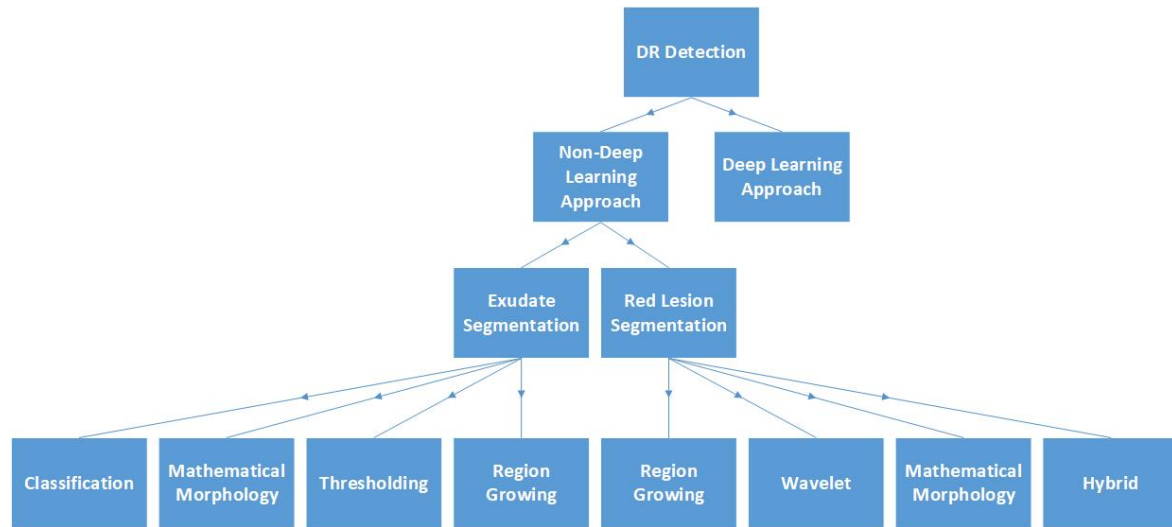 DR Detection
Non-Deep
Learning
Approach
Deep Learning
Approach
Exudate
Segmentation
Red Lesion
Segmentation
Classification
Mathematical
Morphology
Thresholding
Region
Growing
Region
Growing
Wavelet
Mathematical
Morphology
Hybrid